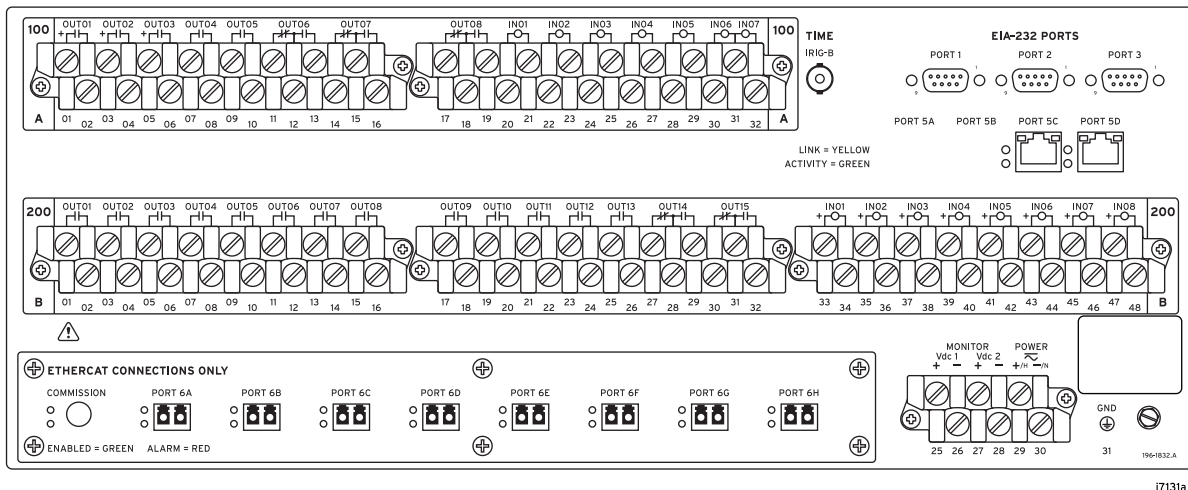 100 OUT01 OUT02 OUT03 OUT04 OUT05 OUT06 OUT07 OUT08 IN01 IN02 IN03 IN04 IN05 IN06 IN07 100
+ + +
A 01 02 03 04 05 06 07 08 09 10 11 12 13 14 15 16 17 18 19 20 21 22 23 24 25 26 27 28 29 30 31 32 A
TIME
IRIG-B
EIA-232 PORTS
PORT 1 PORT 2 PORT 3
1 1 1
9 9 9
PORT 5A PORT 5B PORT 5C PORT 5D
LINK = YELLOW
ACTIVITY = GREEN
200 OUT01 OUT02 OUT03 OUT04 OUT05 OUT06 OUT07 OUT08 OUT09 OUT10 OUT11 OUT12 OUT13 OUT14 OUT15 IN01 IN02 IN03 IN04 IN05 IN06 IN07 IN08 200
+ + + + + + + +
B 01 02 03 04 05 06 07 08 09 10 11 12 13 14 15 16 17 18 19 20 21 22 23 24 25 26 27 28 29 30 31 32 33 34 35 36 37 38 39 40 41 42 43 44 45 46 47 48 B
ETHERCAT CONNECTIONS ONLY
COMMISSION PORT 6A PORT 6B PORT 6C PORT 6D PORT 6E PORT 6F PORT 6G PORT 6H
ENABLED = GREEN ALARM = RED
MONITOR POWER
Vdc 1 Vdc 2
+ − + − +/H −/N
25 26 27 28 29 30
GND
31
196-1832.A
i7131a